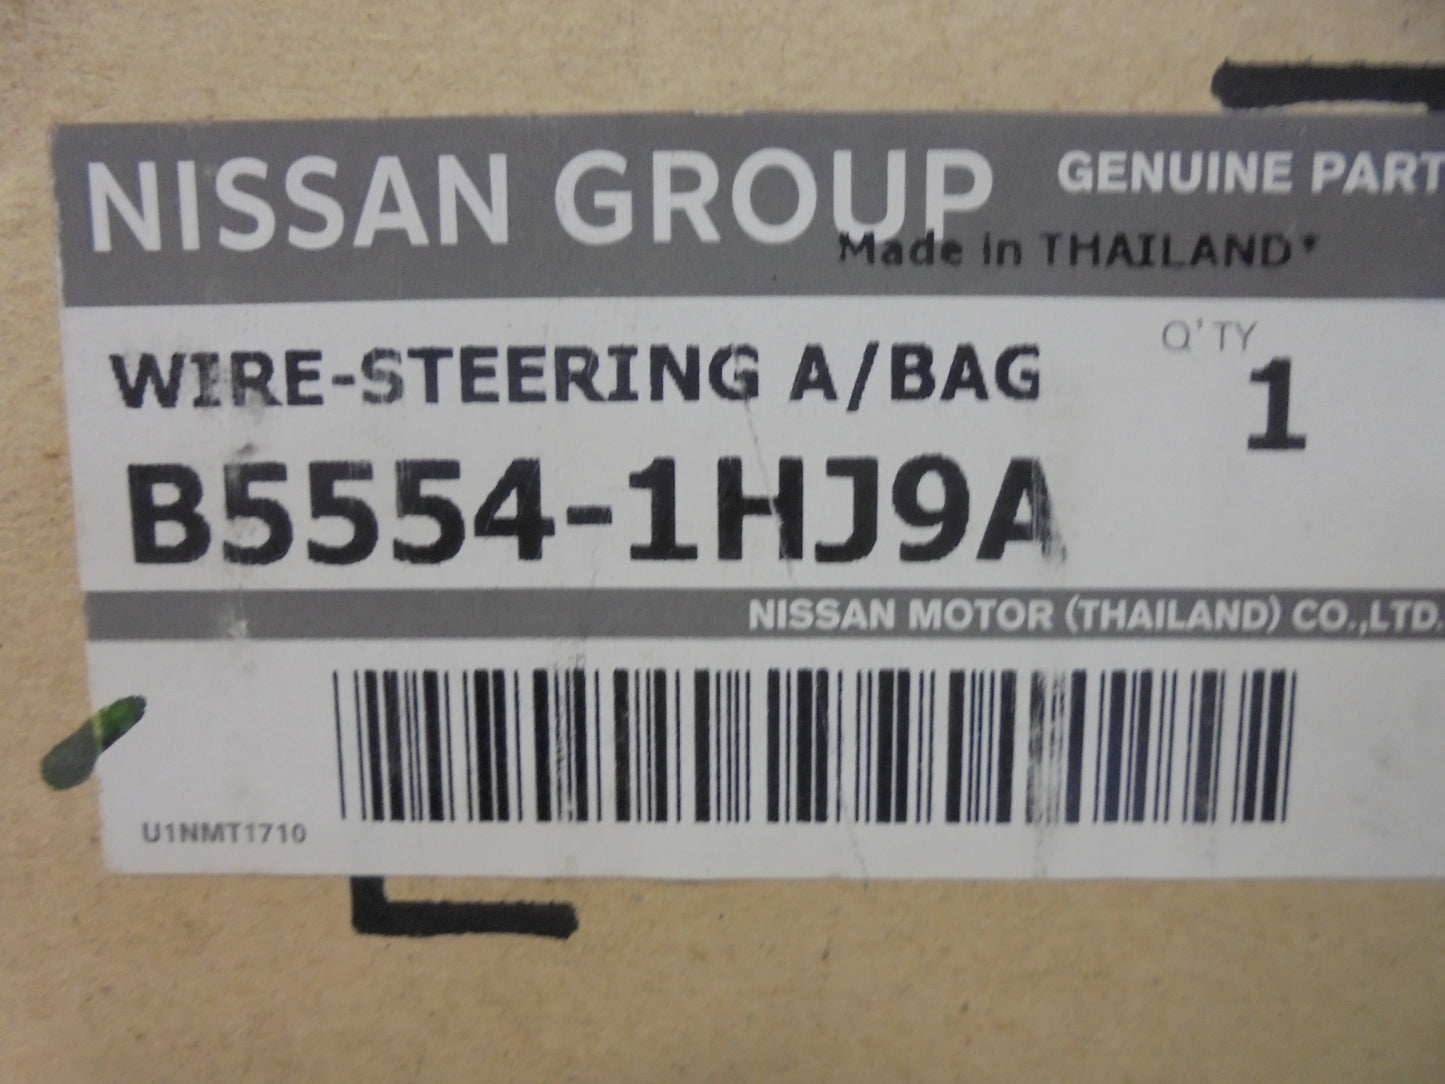 NISSAN GROUP GENUINE PART
Made in THAILAND*
WIRE-STEERING A/BAG
Q'TY
1
B5554-1HJ9A
NISSAN MOTOR (THAILAND) CO.,LTD.
U1NMT1710